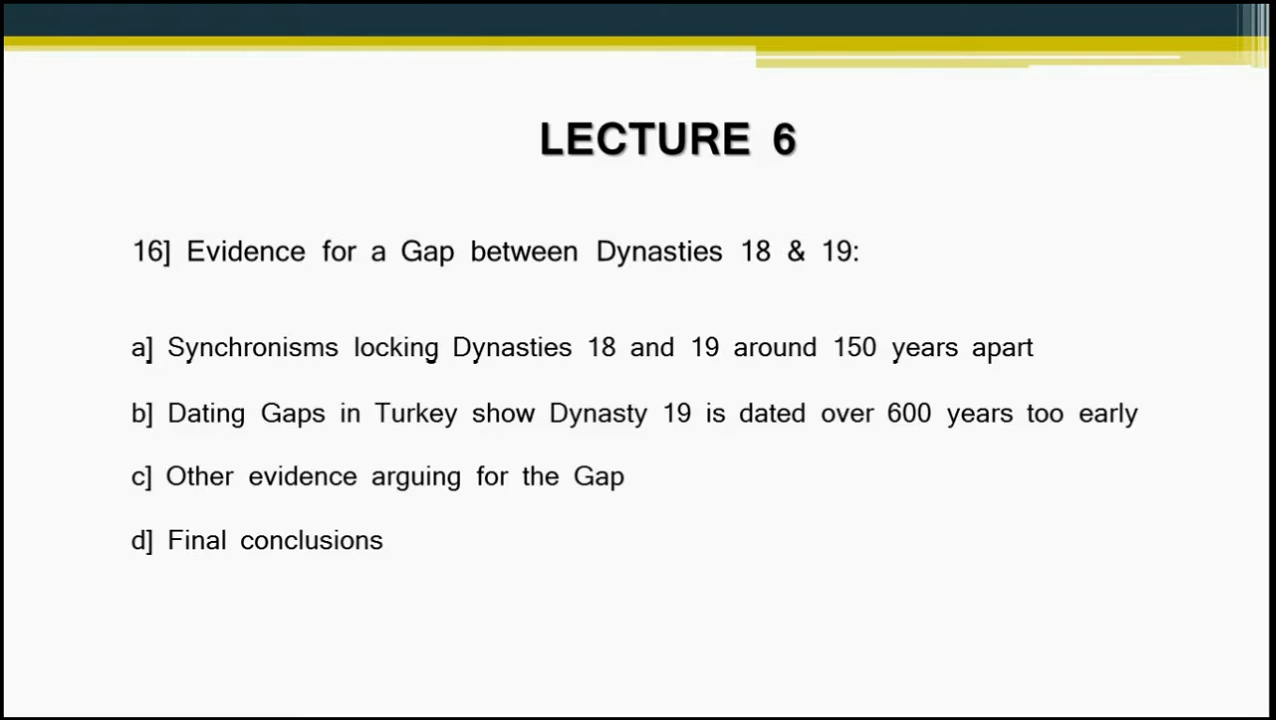 LECTURE 6
16] Evidence for a Gap between Dynasties 18 & 19:
a] Synchronisms locking Dynasties 18 and 19 around 150 years apart
b] Dating Gaps in Turkey show Dynasty 19 is dated over 600 years too early
c] Other evidence arguing for the Gap
d] Final conclusions